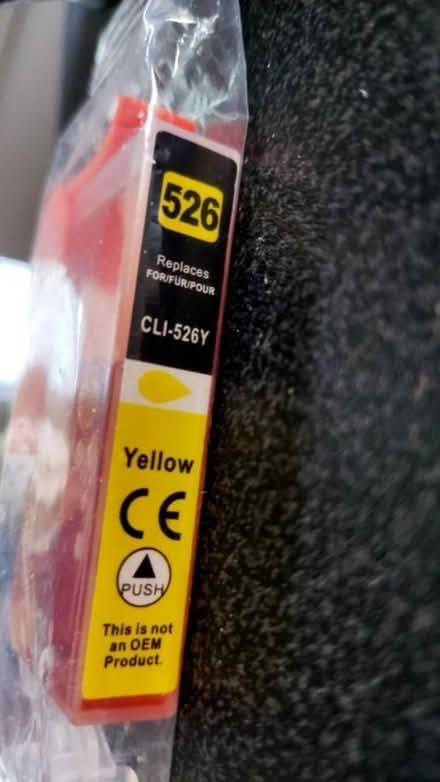 526
Replaces
FOR/FÜR/POUR
CLI-526Y
Yellow
CE
PUSH
This is not
an OEM
Product.